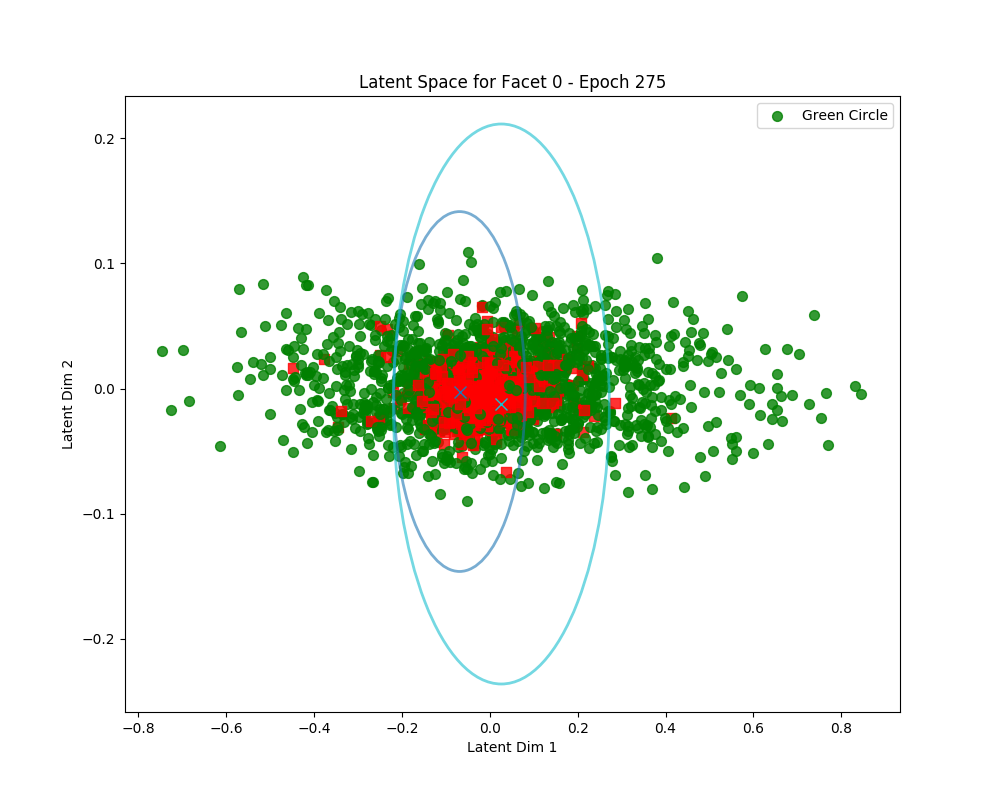 Latent Space for Facet 0 - Epoch 275
Green Circle
0.2
0.1
0.0
−0.1
−0.2
Latent Dim 2
−0.8 −0.6 −0.4 −0.2 0.0 0.2 0.4 0.6 0.8
Latent Dim 1